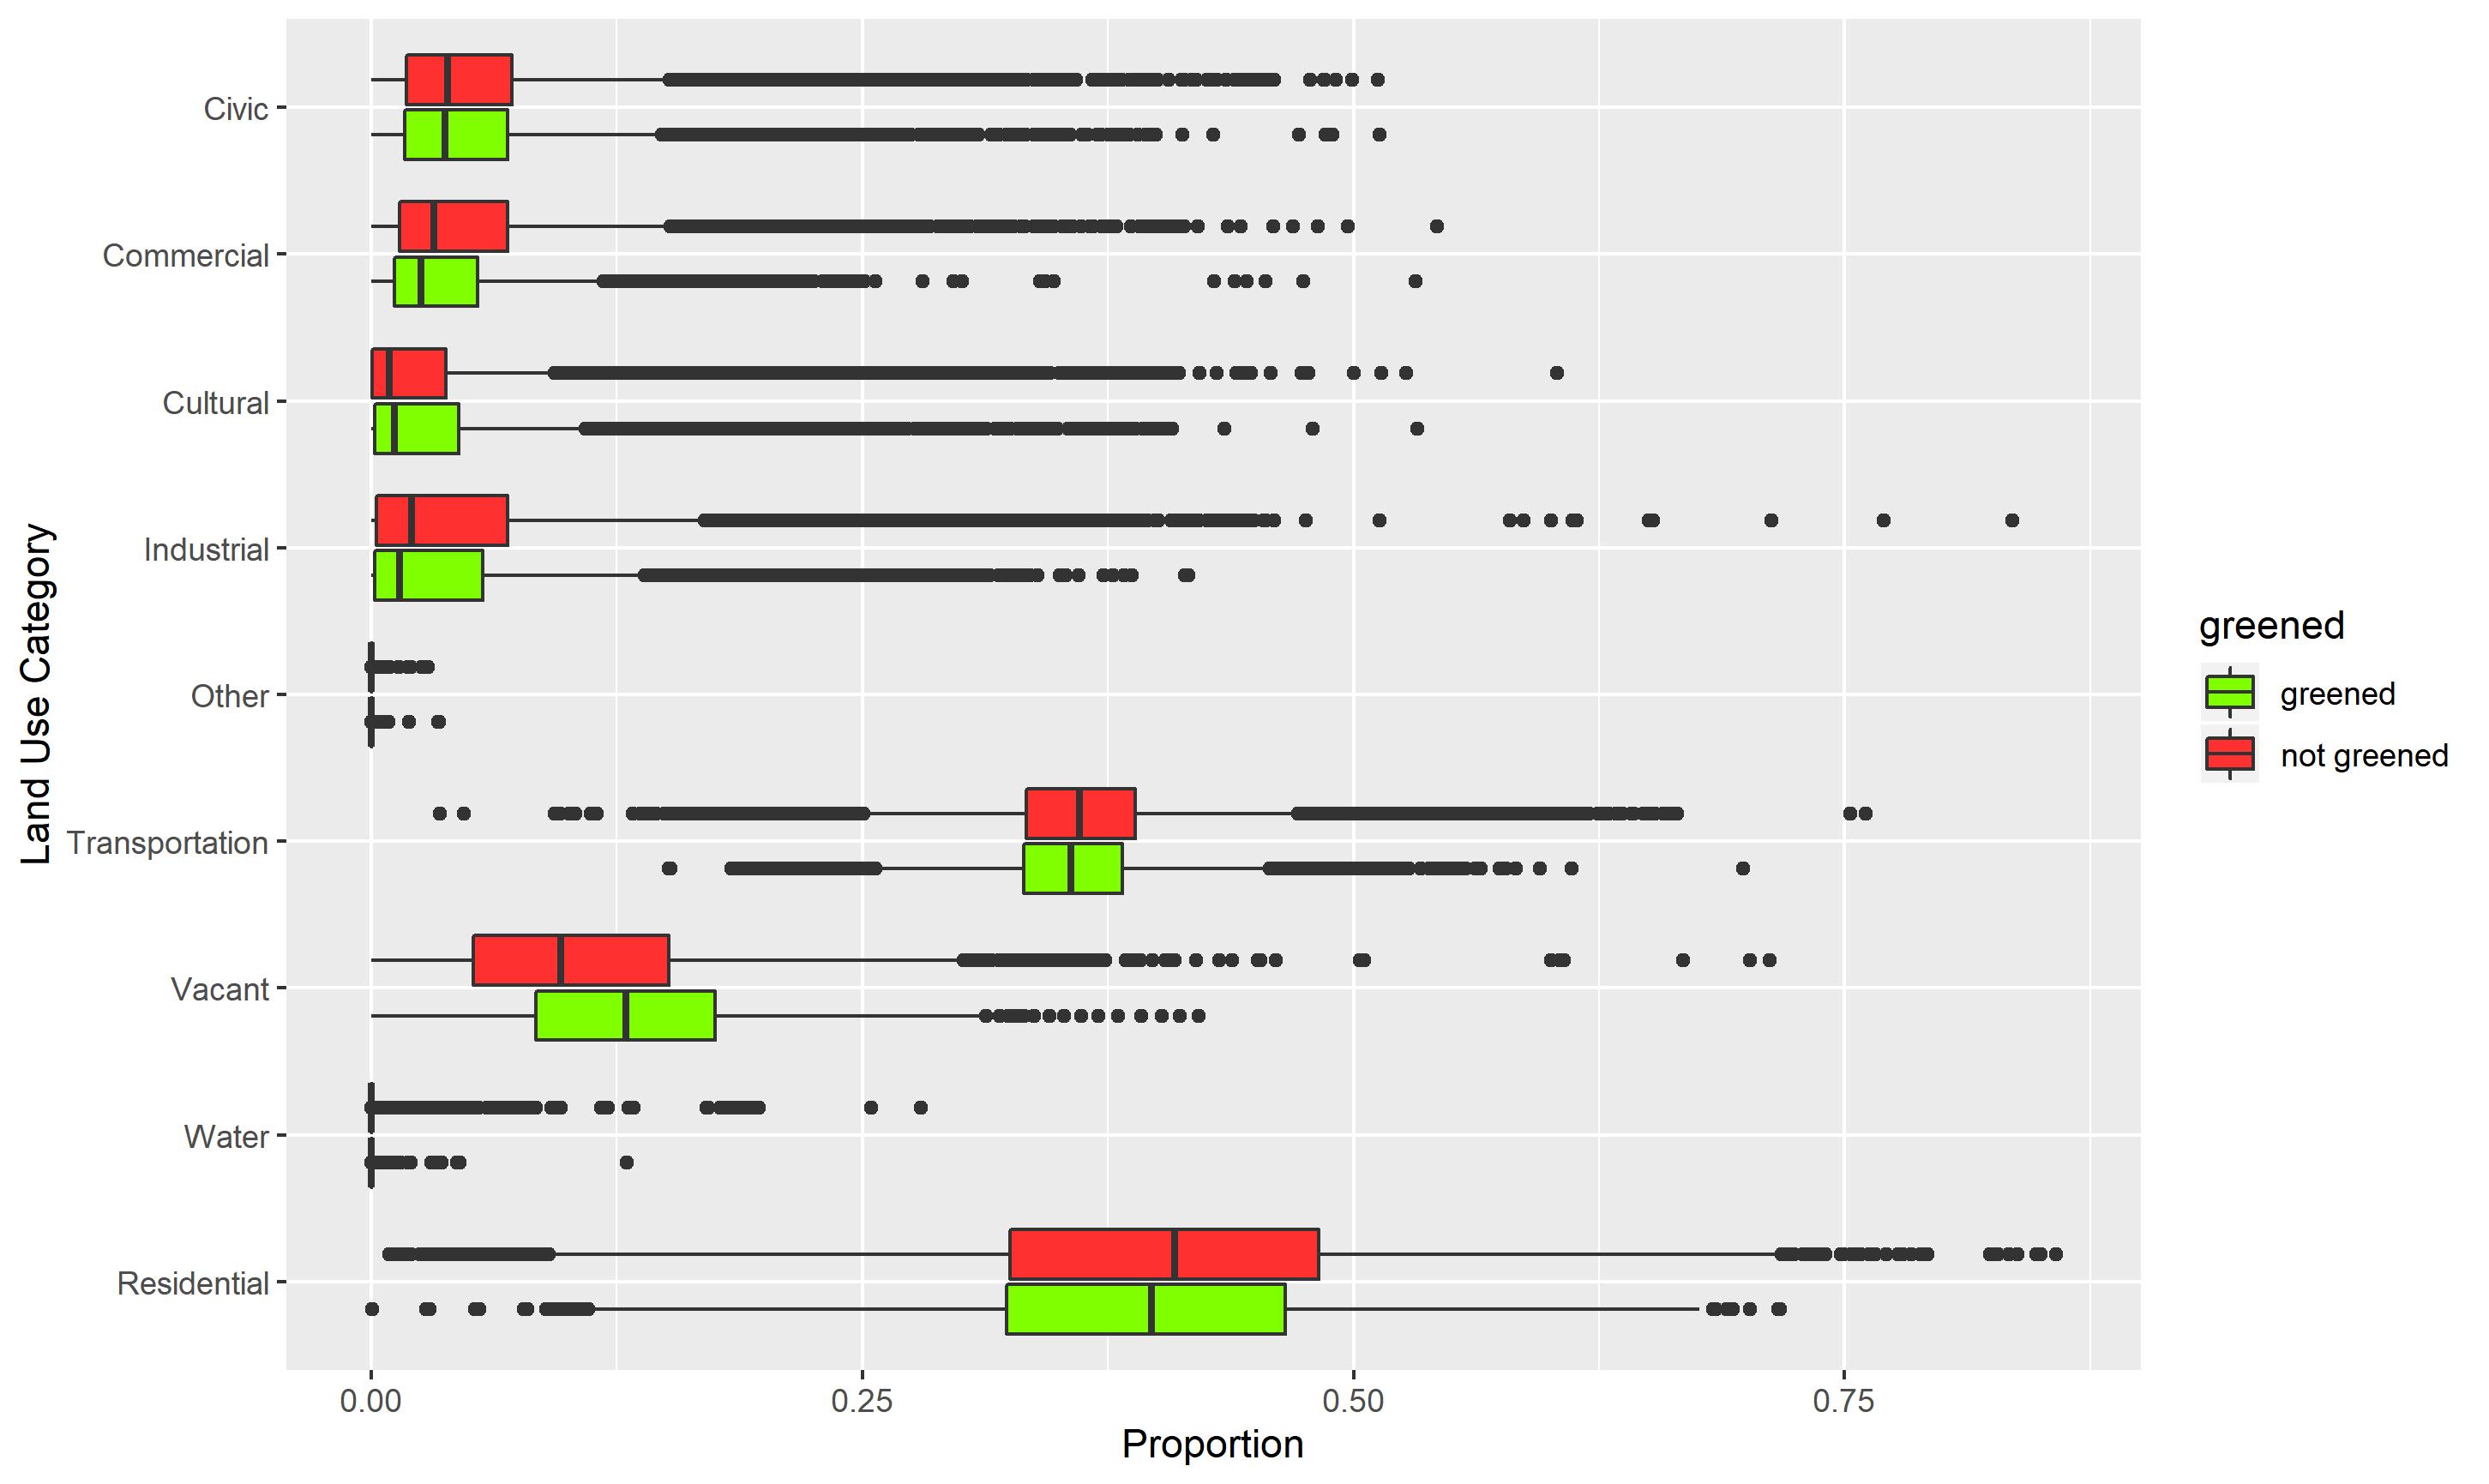 Land Use Category
Civic
Commercial
Cultural
Industrial
Other
Transportation
Vacant
Water
Residential
0.00 0.25 0.50 0.75
Proportion
greened
greened
not greened